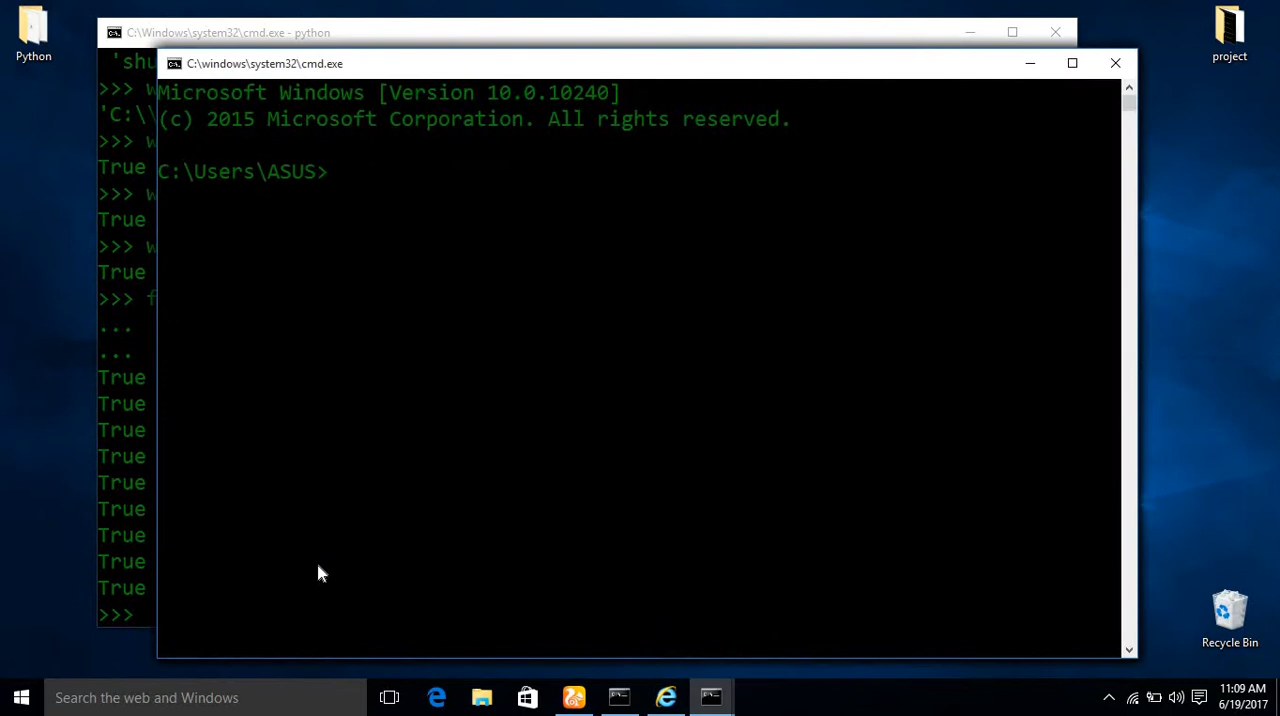 Python
project
C:\Windows\system32\cmd.exe - python
C:\windows\system32\cmd.exe
'shu
>>> w
'C:\\
>>> w
True
>>> w
True
>>> w
True
>>> f
...
...
True
True
True
True
True
True
True
True
True
>>>
Microsoft Windows [Version 10.0.10240]
(c) 2015 Microsoft Corporation. All rights reserved.
C:\Users\ASUS>
Recycle Bin
Search the web and Windows
11:09 AM
6/19/2017